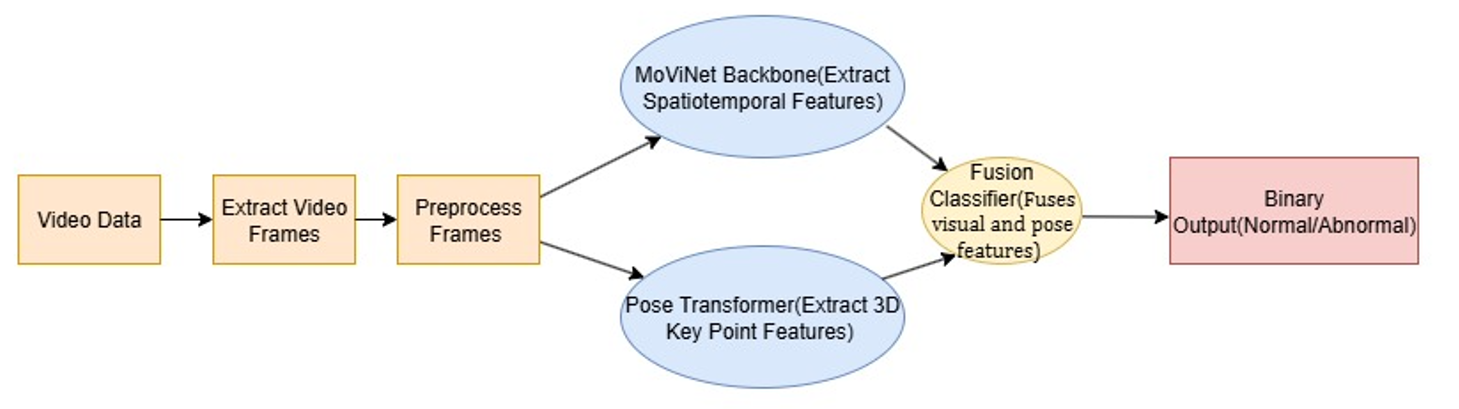 Video Data
Extract Video
Frames
Preprocess
Frames
MoViNet Backbone(Extract
Spatiotemporal Features)
Pose Transformer(Extract 3D
Key Point Features)
Fusion
Classifier(Fuses
visual and pose
features)
Binary
Output(Normal/Abnormal)